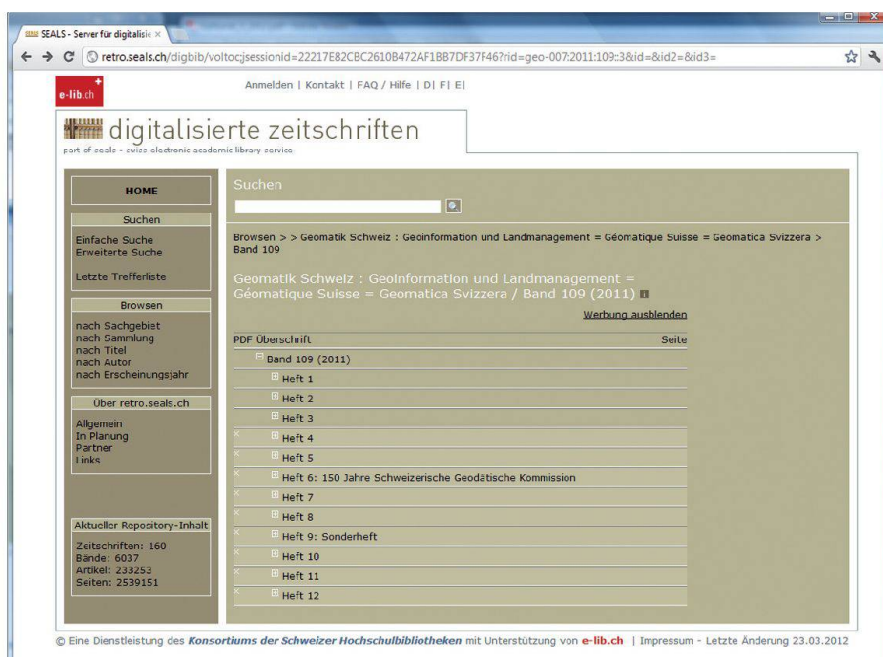 SEALS - Server für digitalisie ×
retro.seals.ch/digbib/voltoc;jsessionid=22217E82CBC2610B472AF1BB7DF37F46?rid=geo-007:2011:109::3&id=&id2=&id3=
e-lib.ch
Anmelden | Kontakt | FAQ / Hilfe | D| F| E|
digitalisierte zeitschriften
part of seals - swiss electronic academic library service
HOME
Suchen
Einfache Suche
Erweiterte Suche
Letzte Trefferliste
Browsen
nach Sachgebiet
nach Sammlung
nach Titel
nach Autor
nach Erscheinungsjahr
Über retro.seals.ch
Allgemein
In Planung
Partner
Links
Aktueller Repository-Inhalt
Zeitschriften: 160
Bände: 6037
Artikel: 233253
Seiten: 2539151
Suchen
Browsen > > Geomatik Schweiz : Geoinformation und Landmanagement = Géomatique Suisse = Geomatica Svizzera >
Band 109
Geomatik Schweiz : Geoinformation und Landmanagement =
Géomatique Suisse = Geomatica Svizzera / Band 109 (2011)
Werbung ausblenden
PDF Überschrift Seite
Band 109 (2011)
Heft 1
Heft 2
Heft 3
Heft 4
Heft 5
Heft 6: 150 Jahre Schweizerische Geodätische Kommission
Heft 7
Heft 8
Heft 9: Sonderheft
Heft 10
Heft 11
Heft 12
© Eine Dienstleistung des Konsortiums der Schweizer Hochschulbibliotheken mit Unterstützung von e-lib.ch | Impressum - Letzte Änderung 23.03.2012